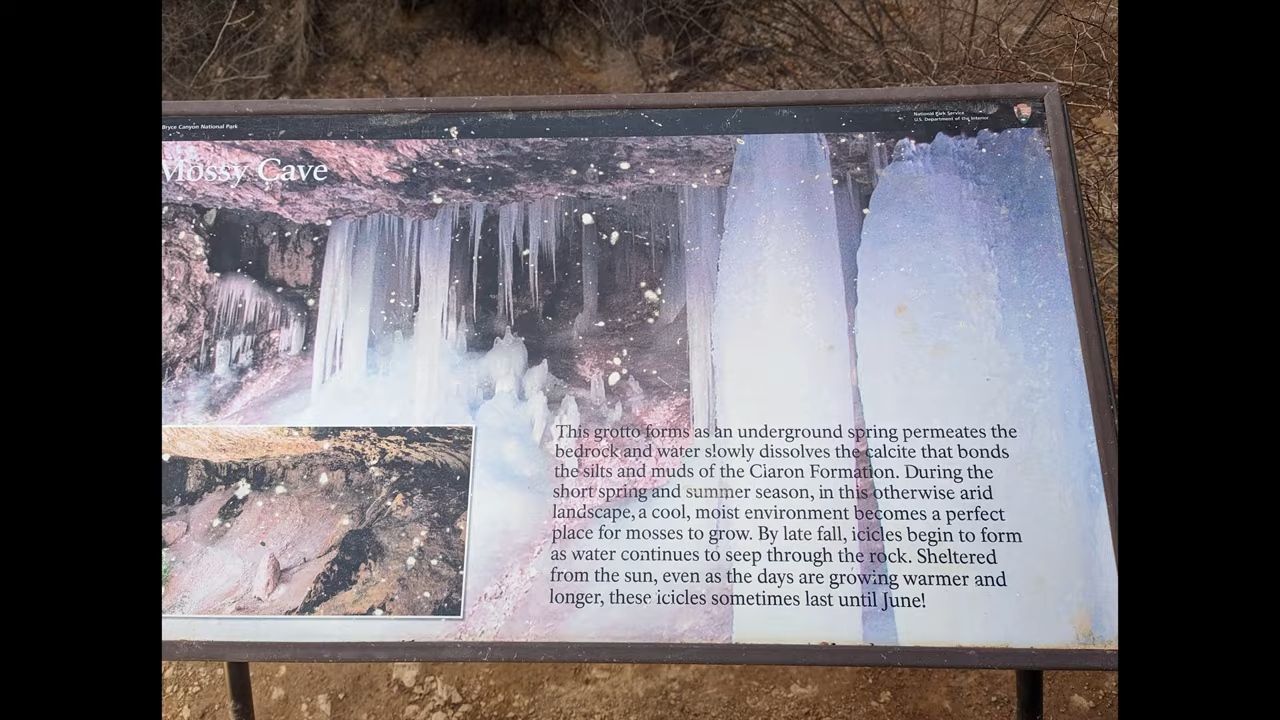 Bryce Canyon National Park
National Park Service
U.S. Department of the Interior
Mossy Cave
This grotto forms as an underground spring permeates the
bedrock and water slowly dissolves the calcite that bonds
the silts and muds of the Claron Formation. During the
short spring and summer season, in this otherwise arid
landscape, a cool, moist environment becomes a perfect
place for mosses to grow. By late fall, icicles begin to form
as water continues to seep through the rock. Sheltered
from the sun, even as the days are growing warmer and
longer, these icicles sometimes last until June!